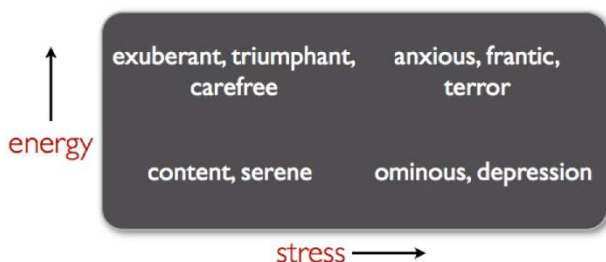 exuberant, triumphant,
carefree
anxious, frantic,
terror
energy
content, serene
ominous, depression
stress